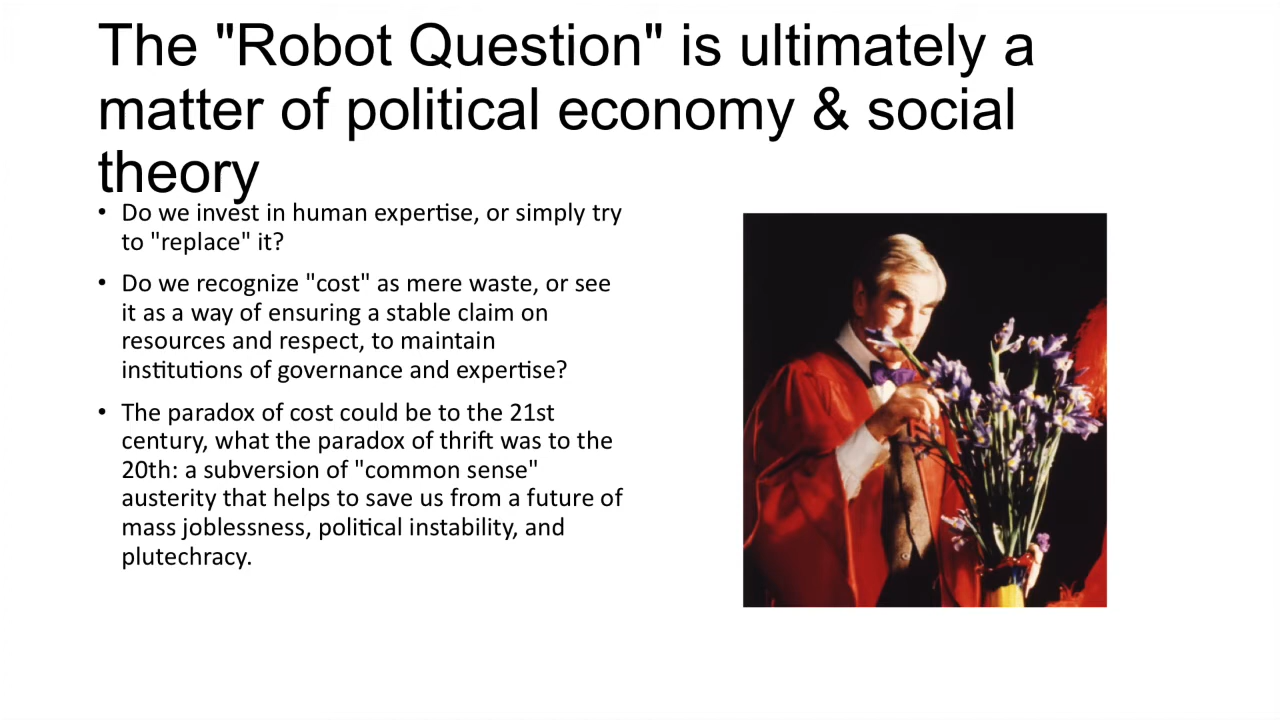 The "Robot Question" is ultimately a
matter of political economy & social
theory
• Do we invest in human expertise, or simply try
to "replace" it?
• Do we recognize "cost" as mere waste, or see
it as a way of ensuring a stable claim on
resources and respect, to maintain
institutions of governance and expertise?
• The paradox of cost could be to the 21st
century, what the paradox of thrift was to the
20th: a subversion of "common sense"
austerity that helps to save us from a future of
mass joblessness, political instability, and
plutechracy.